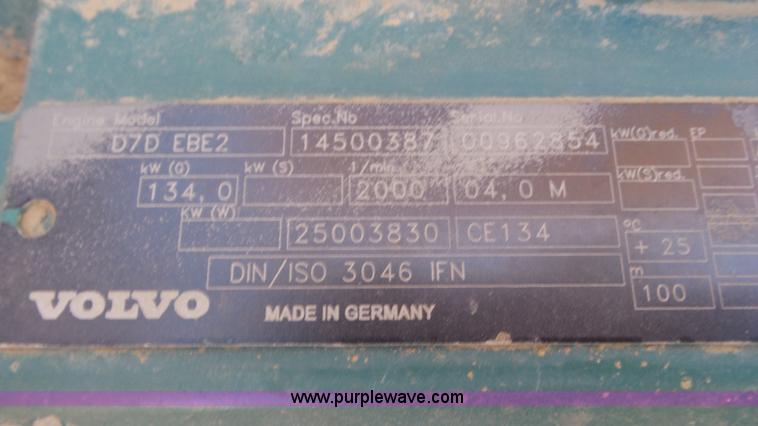 Engine Model Spec.No Serial.No
D7D EBE2 14500387 00962854 kW(Q)red. EP
kW (Q) kW (S) 1/min
134,0 2000 04,0 M kW(S)red.
kW (W) °C
25003830 CE134 + 25
DIN/ISO 3046 IFN m
100
VOLVO MADE IN GERMANY
www.purplewave.com